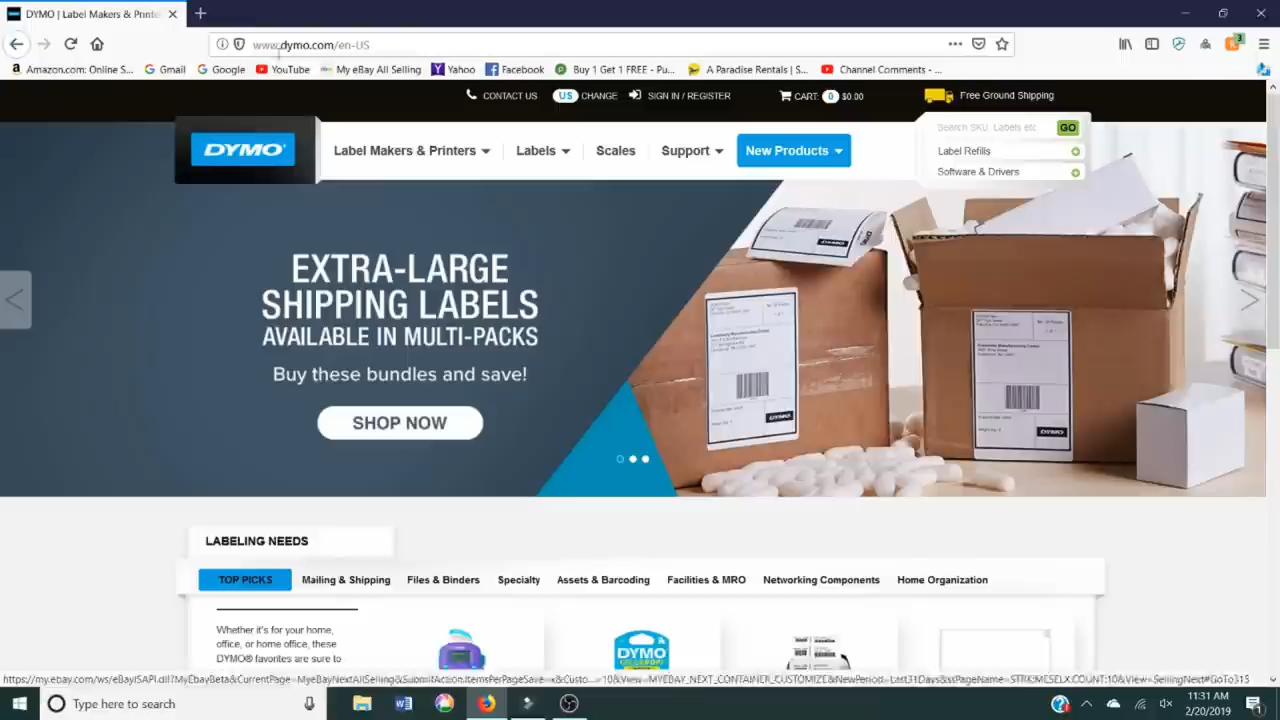 DYMO | Label Makers & Printe
www.dymo.com/en-US
Amazon.com: Online S...
Gmail
Google
YouTube
My eBay All Selling
Yahoo
Facebook
Buy 1 Get 1 FREE - Pu...
A Paradise Rentals | S...
Channel Comments - ...
CONTACT US
US CHANGE
SIGN IN / REGISTER
CART: 0 $0.00
Free Ground Shipping
DYMO
Label Makers & Printers
Labels
Scales
Support
New Products
Search SKU, Labels etc
GO
Label Refills
Software & Drivers
EXTRA-LARGE
SHIPPING LABELS
AVAILABLE IN MULTI-PACKS
Buy these bundles and save!
SHOP NOW
DYMO
DYMO
DYMO
LABELING NEEDS
TOP PICKS
Mailing & Shipping
Files & Binders
Specialty
Assets & Barcoding
Facilities & MRO
Networking Components
Home Organization
Whether it's for your home,
office, or home office, these
DYMO® favorites are sure to
DYMO
Type here to search
3
11:31 AM
2/20/2019
1